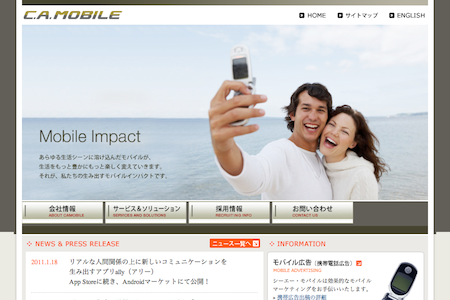 C.A.MOBILE
HOME
サイトマップ
ENGLISH
Mobile Impact
あらゆる生活シーンに溶け込んだモバイルが、
生活をもっと豊かにもっと楽しく変えていきます。
それが、私たちの生み出すモバイルインパクトです。
会社情報
ABOUT CAMOBILE
サービス&ソリューション
SERVICES AND SOLUTIONS
採用情報
RECRUITING INFO
お問い合わせ
CONTACT US
NEWS & PRESS RELEASE
ニュース一覧へ
2011.1.18
リアルな人間関係の上に新しいコミュニケーションを
生み出すアプリally（アリー）
App Storeに続き、Androidマーケットにて公開！
INFORMATION
モバイル広告［携帯電話広告］
MOBILE ADVERTISING
シーエー・モバイルは効果的なモバイル
マーケティングをお手伝いいたします。
携帯広告出稿の詳細